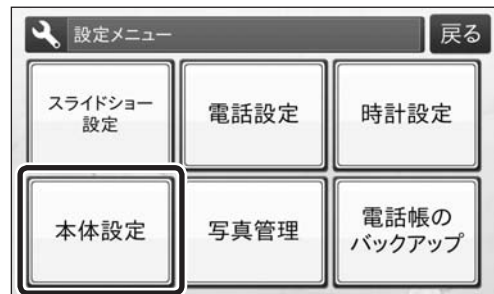 設定メニュー
戻る
スライドショー
設定
電話設定
時計設定
本体設定
写真管理
電話帳の
バックアップ